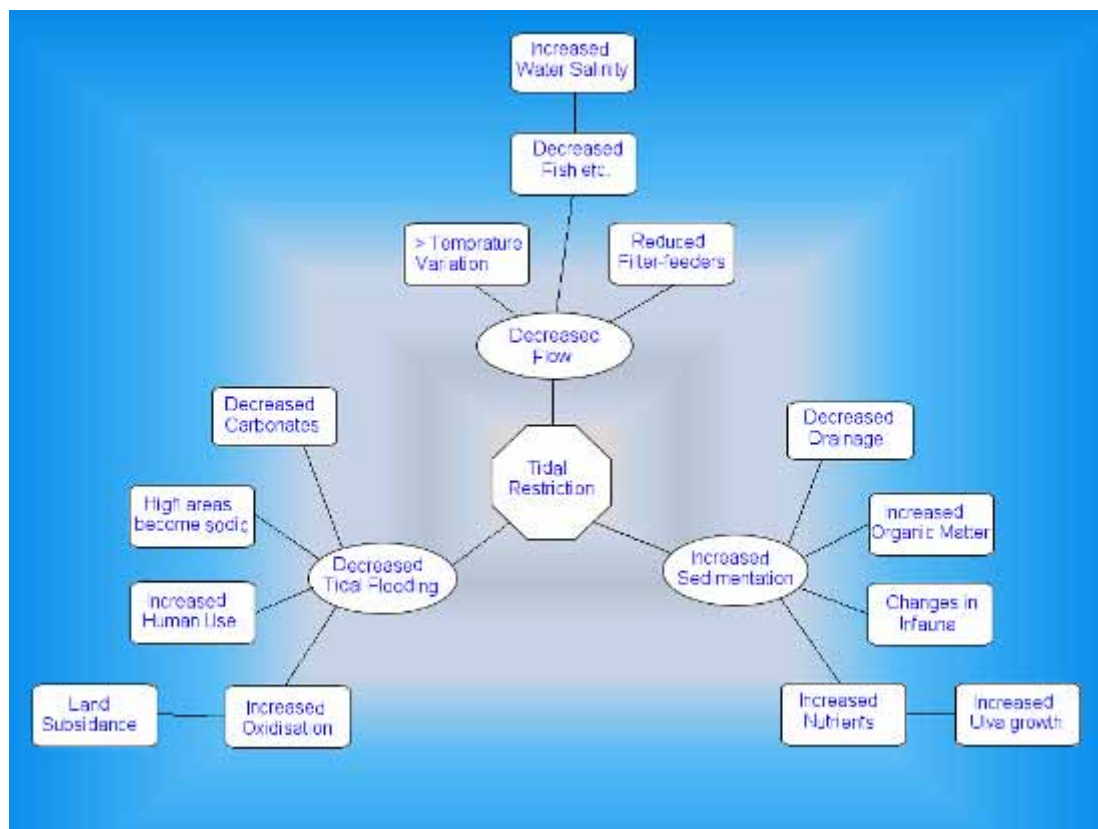 Increased
Water Salinity
Decreased
Fish etc.
> Temprature
Variation
Reduced
Filter-feeders
Decreased
Flow
Decreased
Carbonates
Decreased
Drainage
Tidal
Restriction
High areas
become sodic
Increased
Organic Matter
Decreased
Tidal Flooding
Increased
Sedimentation
Increased
Human Use
Changes in
Infauna
Land
Subsidance
Increased
Oxidisation
Increased
Nutrients
Increased
Ulva growth